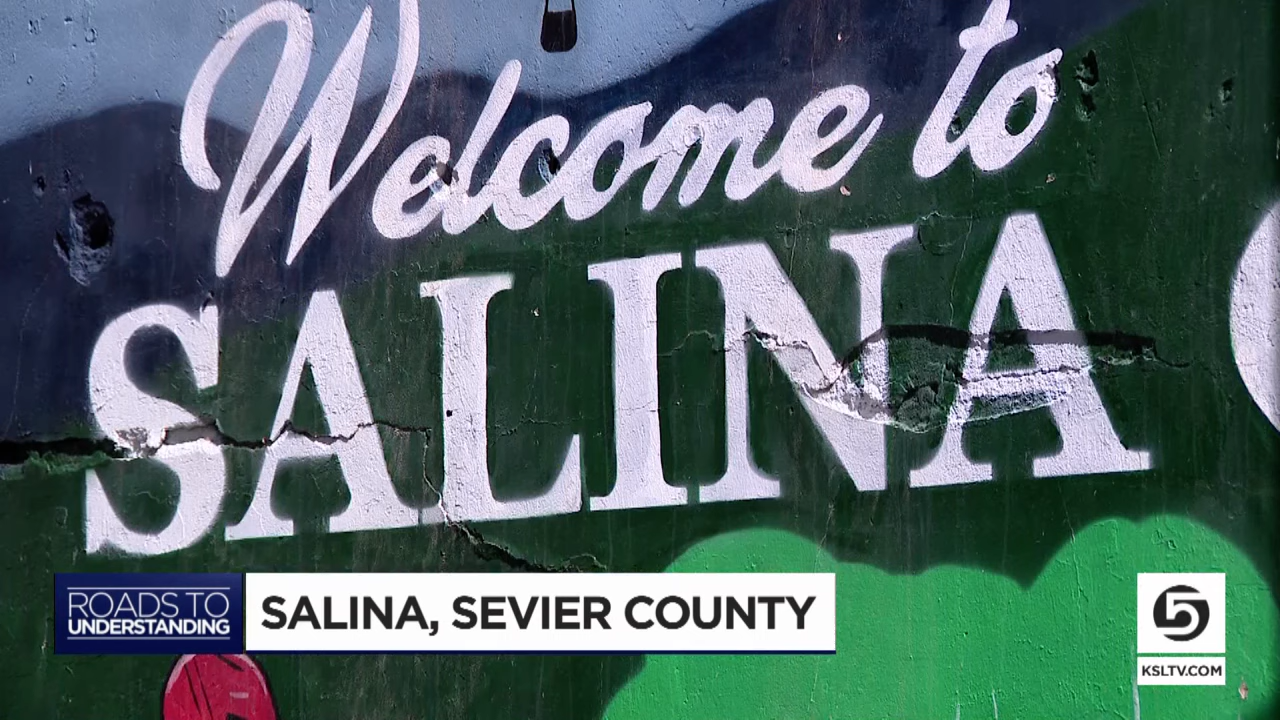 Welcome to
SALINA
ROADS TO
UNDERSTANDING
SALINA, SEVIER COUNTY
5
KSLTV.COM